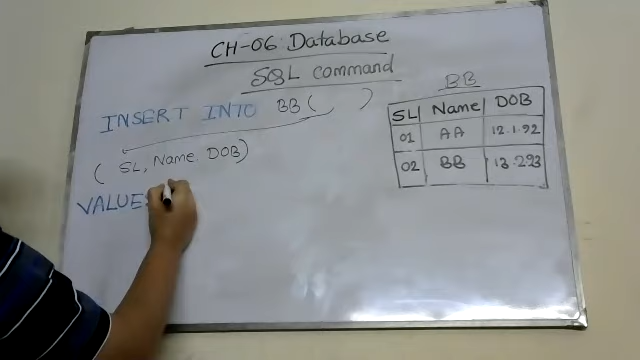 CH-06 Database
SQL command
INSERT INTO BB( )
( SL, Name DOB)
VALUES
BB
SL Name DOB
01 AA 12.1.92
02 BB 13.2.93